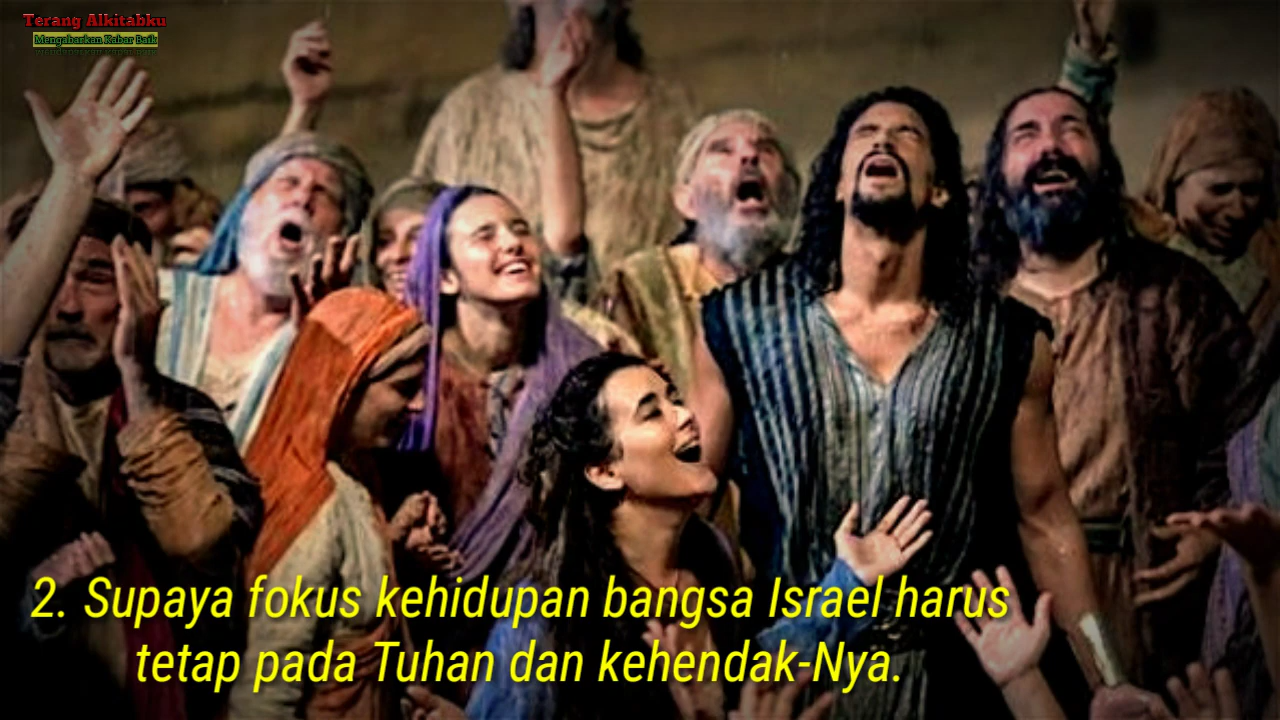 Terang Alkitabku
Mengabarkan Kabar Baik
2. Supaya fokus kehidupan bangsa Israel harus
tetap pada Tuhan dan kehendak-Nya.